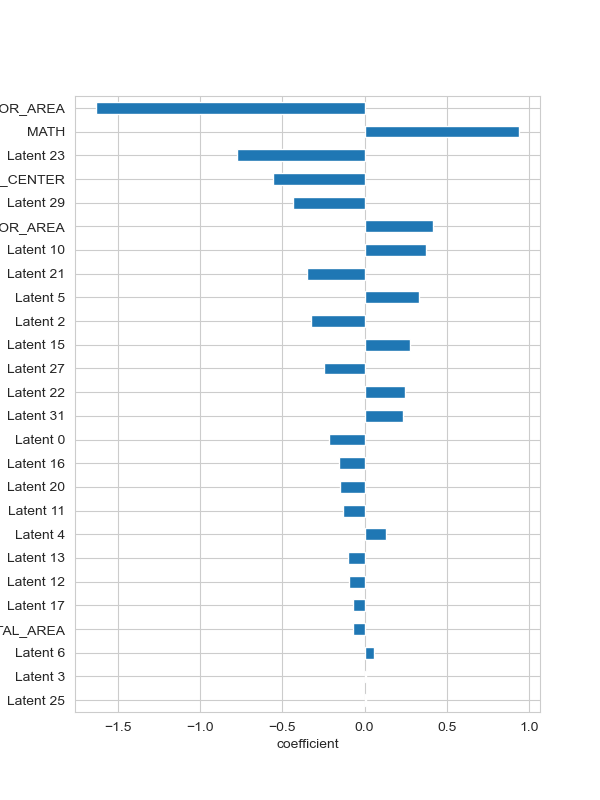 OR_AREA
MATH
Latent 23
_CENTER
Latent 29
OR_AREA
Latent 10
Latent 21
Latent 5
Latent 2
Latent 15
Latent 27
Latent 22
Latent 31
Latent 0
Latent 16
Latent 20
Latent 11
Latent 4
Latent 13
Latent 12
Latent 17
TAL_AREA
Latent 6
Latent 3
Latent 25
−1.5 −1.0 −0.5 0.0 0.5 1.0
coefficient